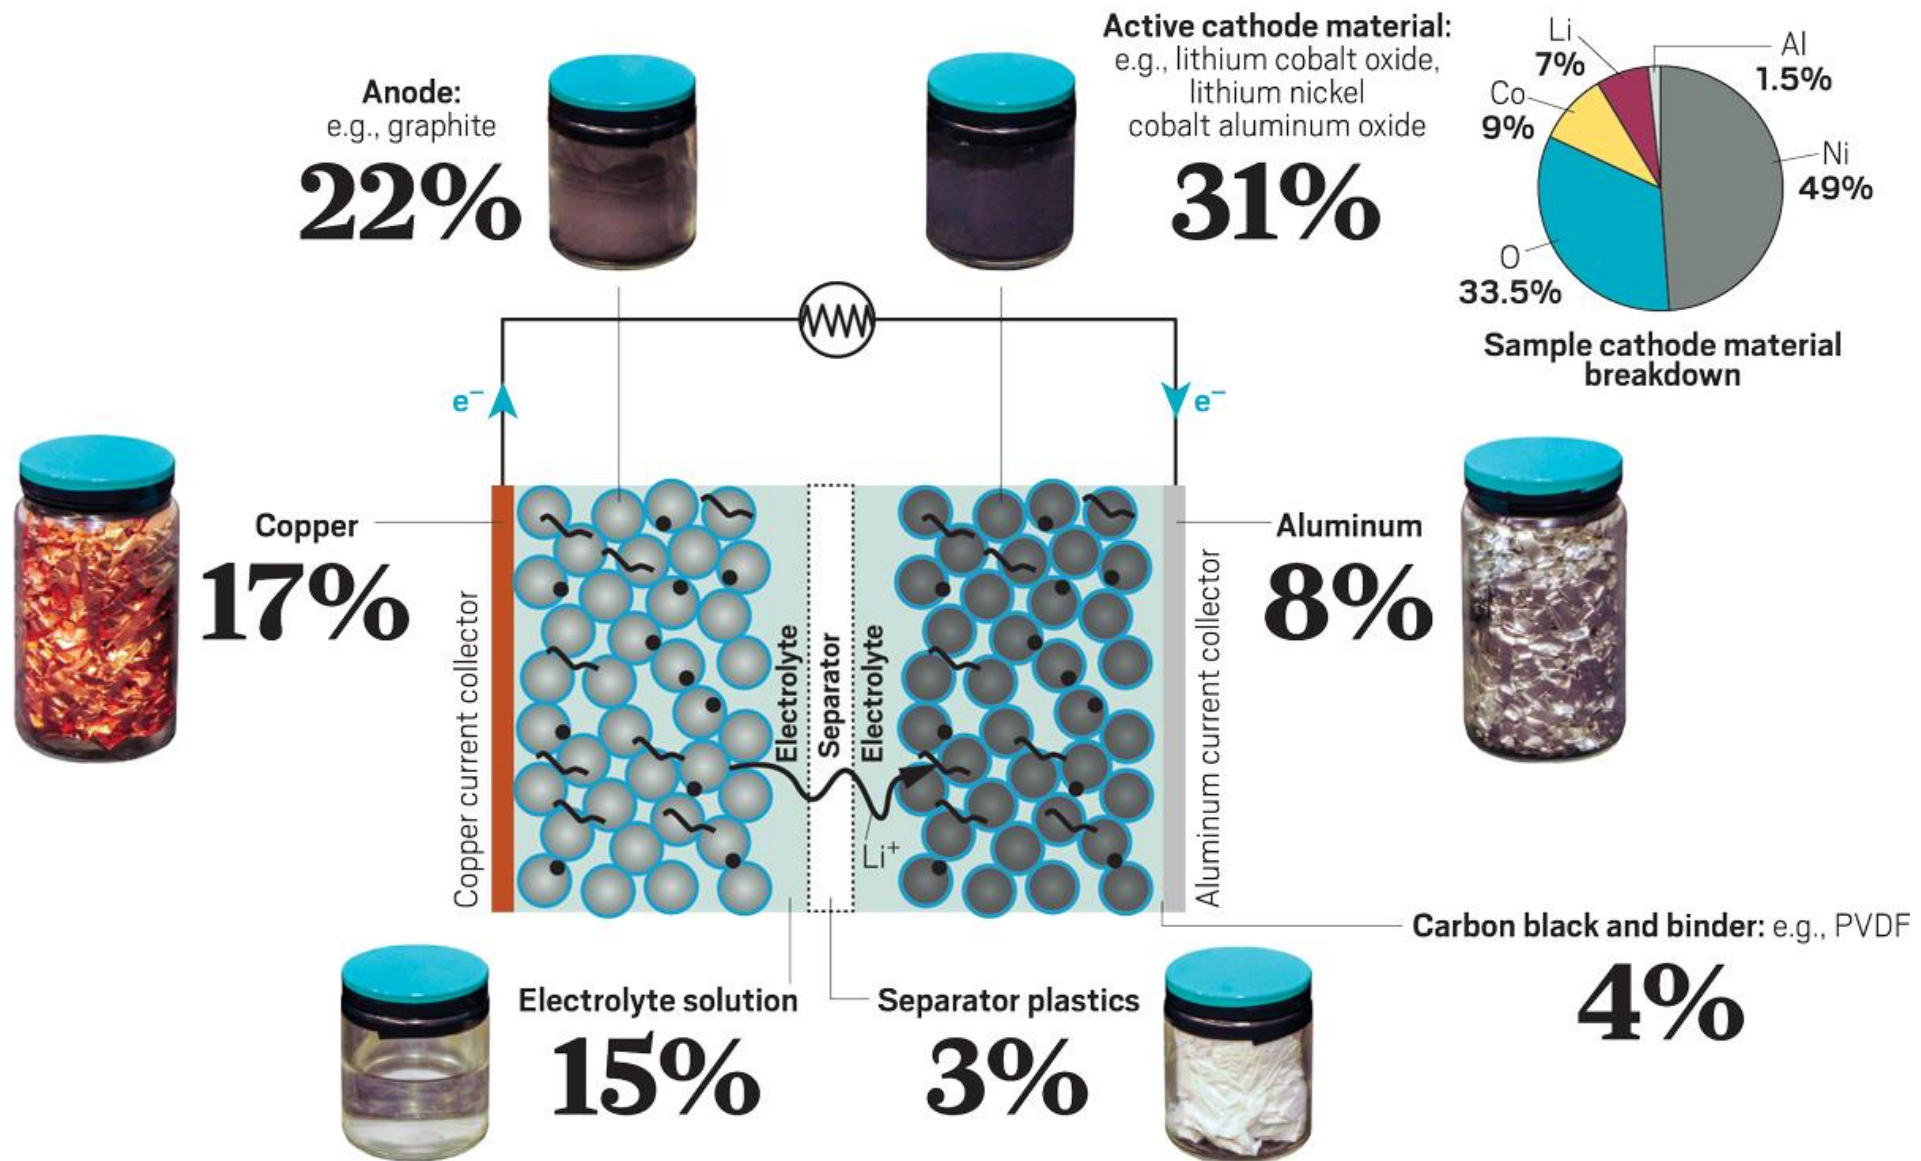 Anode:
e.g., graphite
22%
Active cathode material:
e.g., lithium cobalt oxide,
lithium nickel
cobalt aluminum oxide
31%
Li
7%
Al
1.5%
Co
9%
Ni
49%
O
33.5%
Sample cathode material
breakdown
e⁻
e⁻
Copper
17%
Copper current collector
Electrolyte
Separator
Electrolyte
Li⁺
Aluminum current collector
Aluminum
8%
Electrolyte solution
15%
Separator plastics
3%
Carbon black and binder: e.g., PVDF
4%